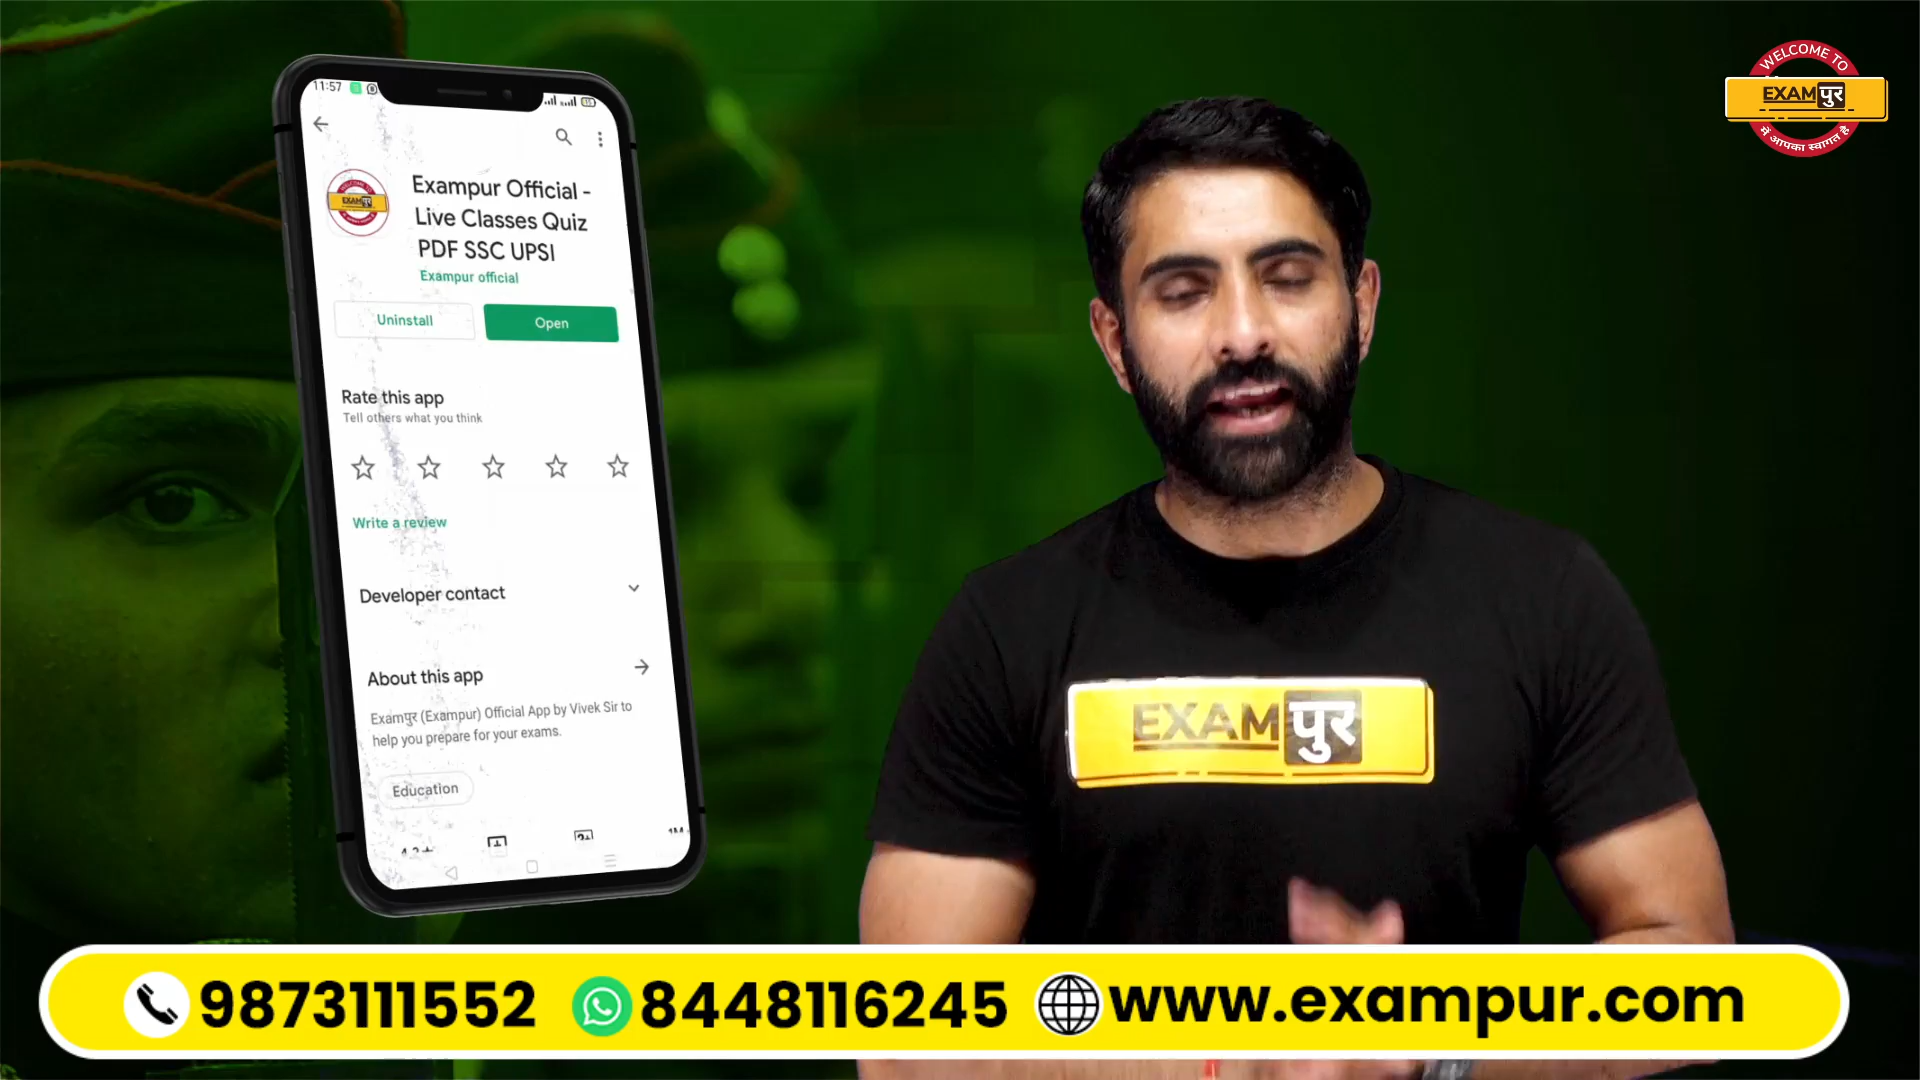 11:57
Exampur Official -
Live Classes Quiz
PDF SSC UPSI
Exampur official
Uninstall
Open
Rate this app
Tell others what you think
Write a review
Developer contact
About this app
Examपुर (Exampur) Official App by Vivek Sir to
help you prepare for your exams.
Education
WELCOME TO
EXAMपुर
में आपका स्वागत है
EXAMपुर
9873111552
8448116245
www.exampur.com